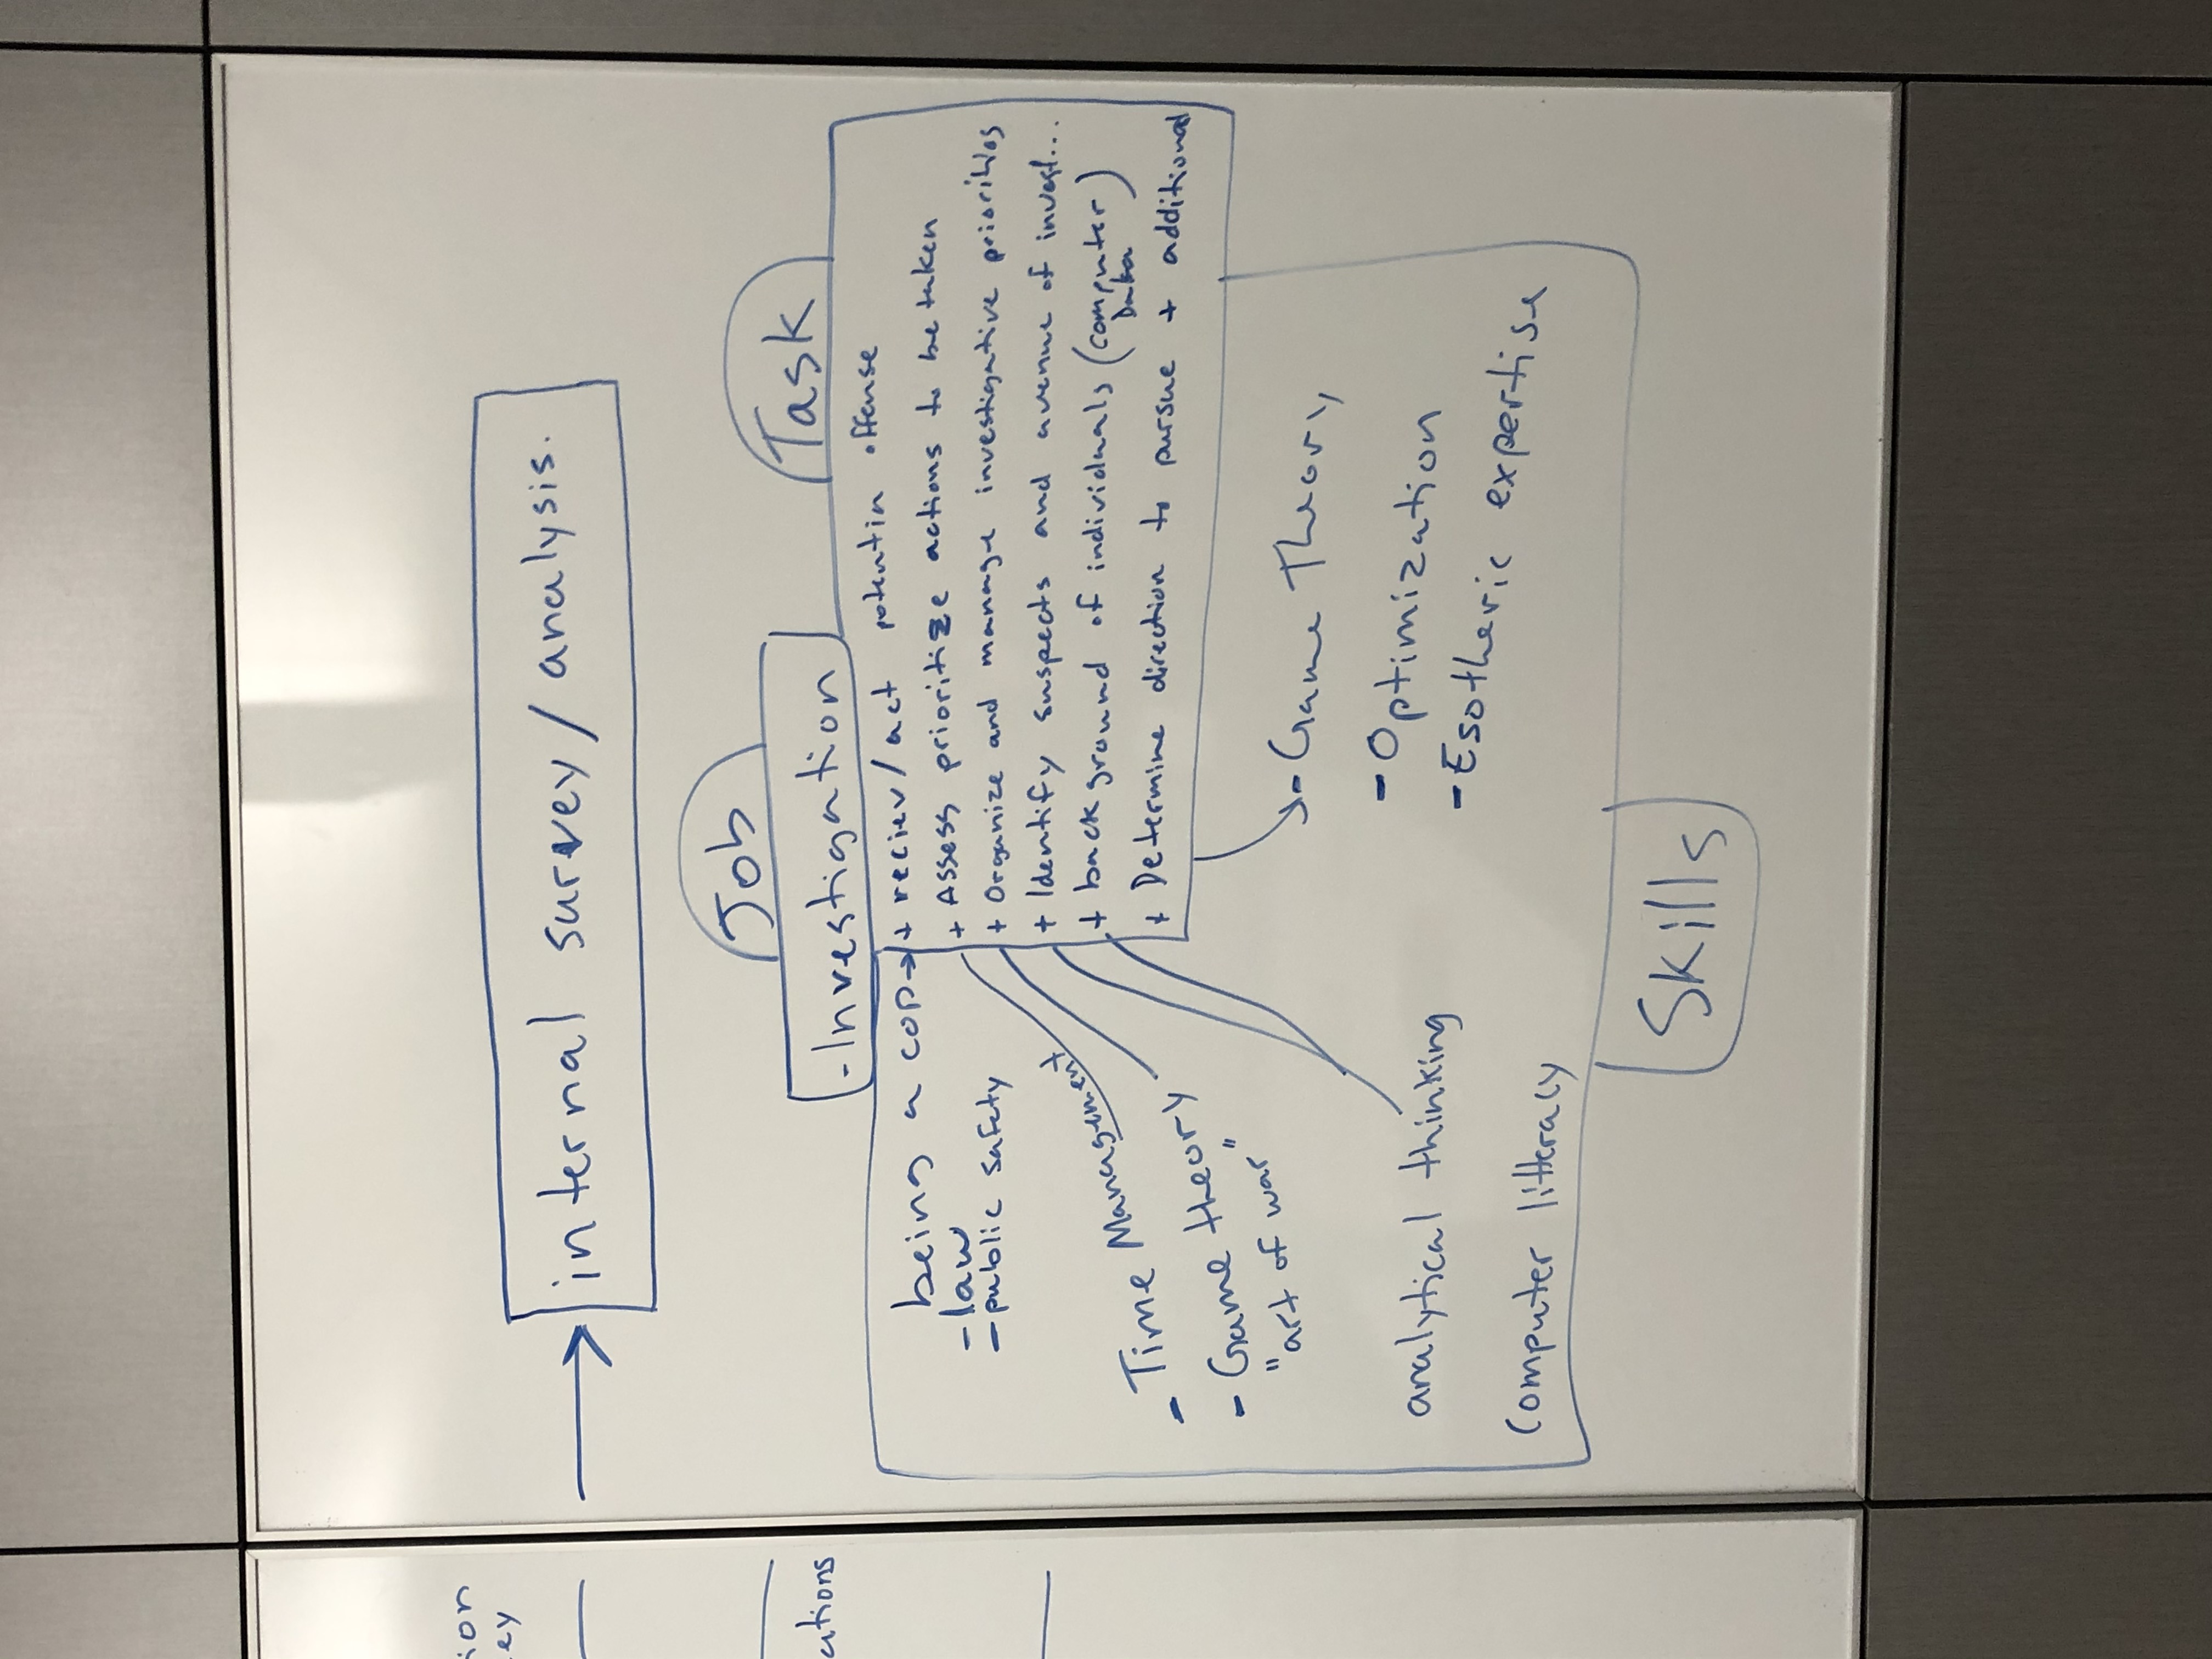 ion
ey
ations
internal survey / analysis.
Job
- Investigation
Task
being a cop
- law
- public safety
- Time Management
- Game theory
"art of war"
analytical thinking
computer litteracy
+ reciev / act potentin offense
+ Assess prioritize actions to be taken
+ Organize and manage investigative priorities
+ Identify suspects and avenue of invest...
+ background of individuals (computer
Data)
+ Determine direction to pursue + additional
- Game Theory,
- Optimization
- Esotheric expertise
Skills